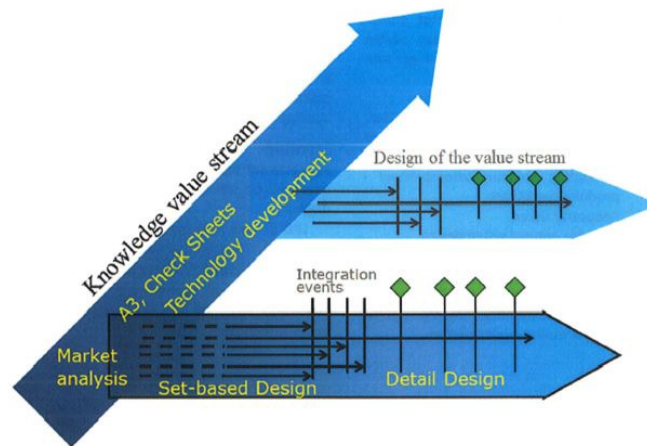 Knowledge value stream
A3, Check Sheets
Technology development
Design of the value stream
Integration
events
Market
analysis
Set-based Design
Detail Design